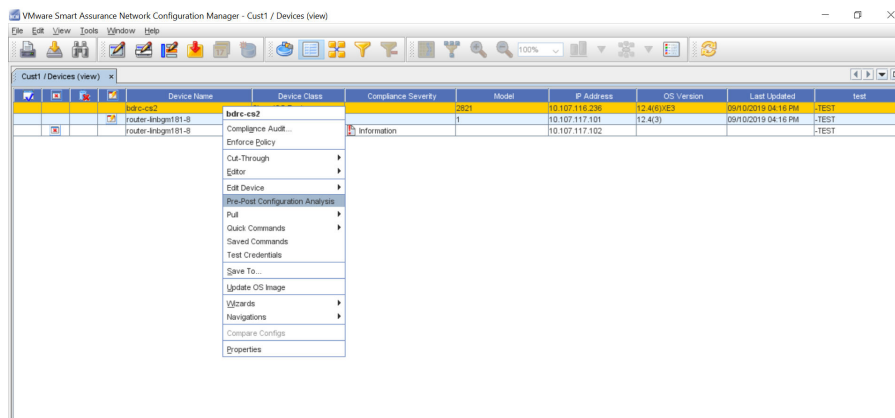 VMware Smart Assurance Network Configuration Manager - Cust1 / Devices (view)
File Edit View Tools Window Help
100%
Cust1 / Devices (view) ×
Device Name Device Class Compliance Severity Model IP Address OS Version Last Updated test
bdrc-cs2 2821 10.107.116.236 12.4(6)XE3 09/10/2019 04:16 PM -TEST
router-linbgm181-8 1 10.107.117.101 12.4(3) 09/10/2019 04:16 PM -TEST
router-linbgm181-8 Information 10.107.117.102 -TEST
bdrc-cs2
Compliance Audit...
Enforce Policy
Cut-Through
Editor
Edit Device
Pre-Post Configuration Analysis
Pull
Quick Commands
Saved Commands
Test Credentials
Save To...
Update OS Image
Wizards
Navigations
Compare Configs
Properties